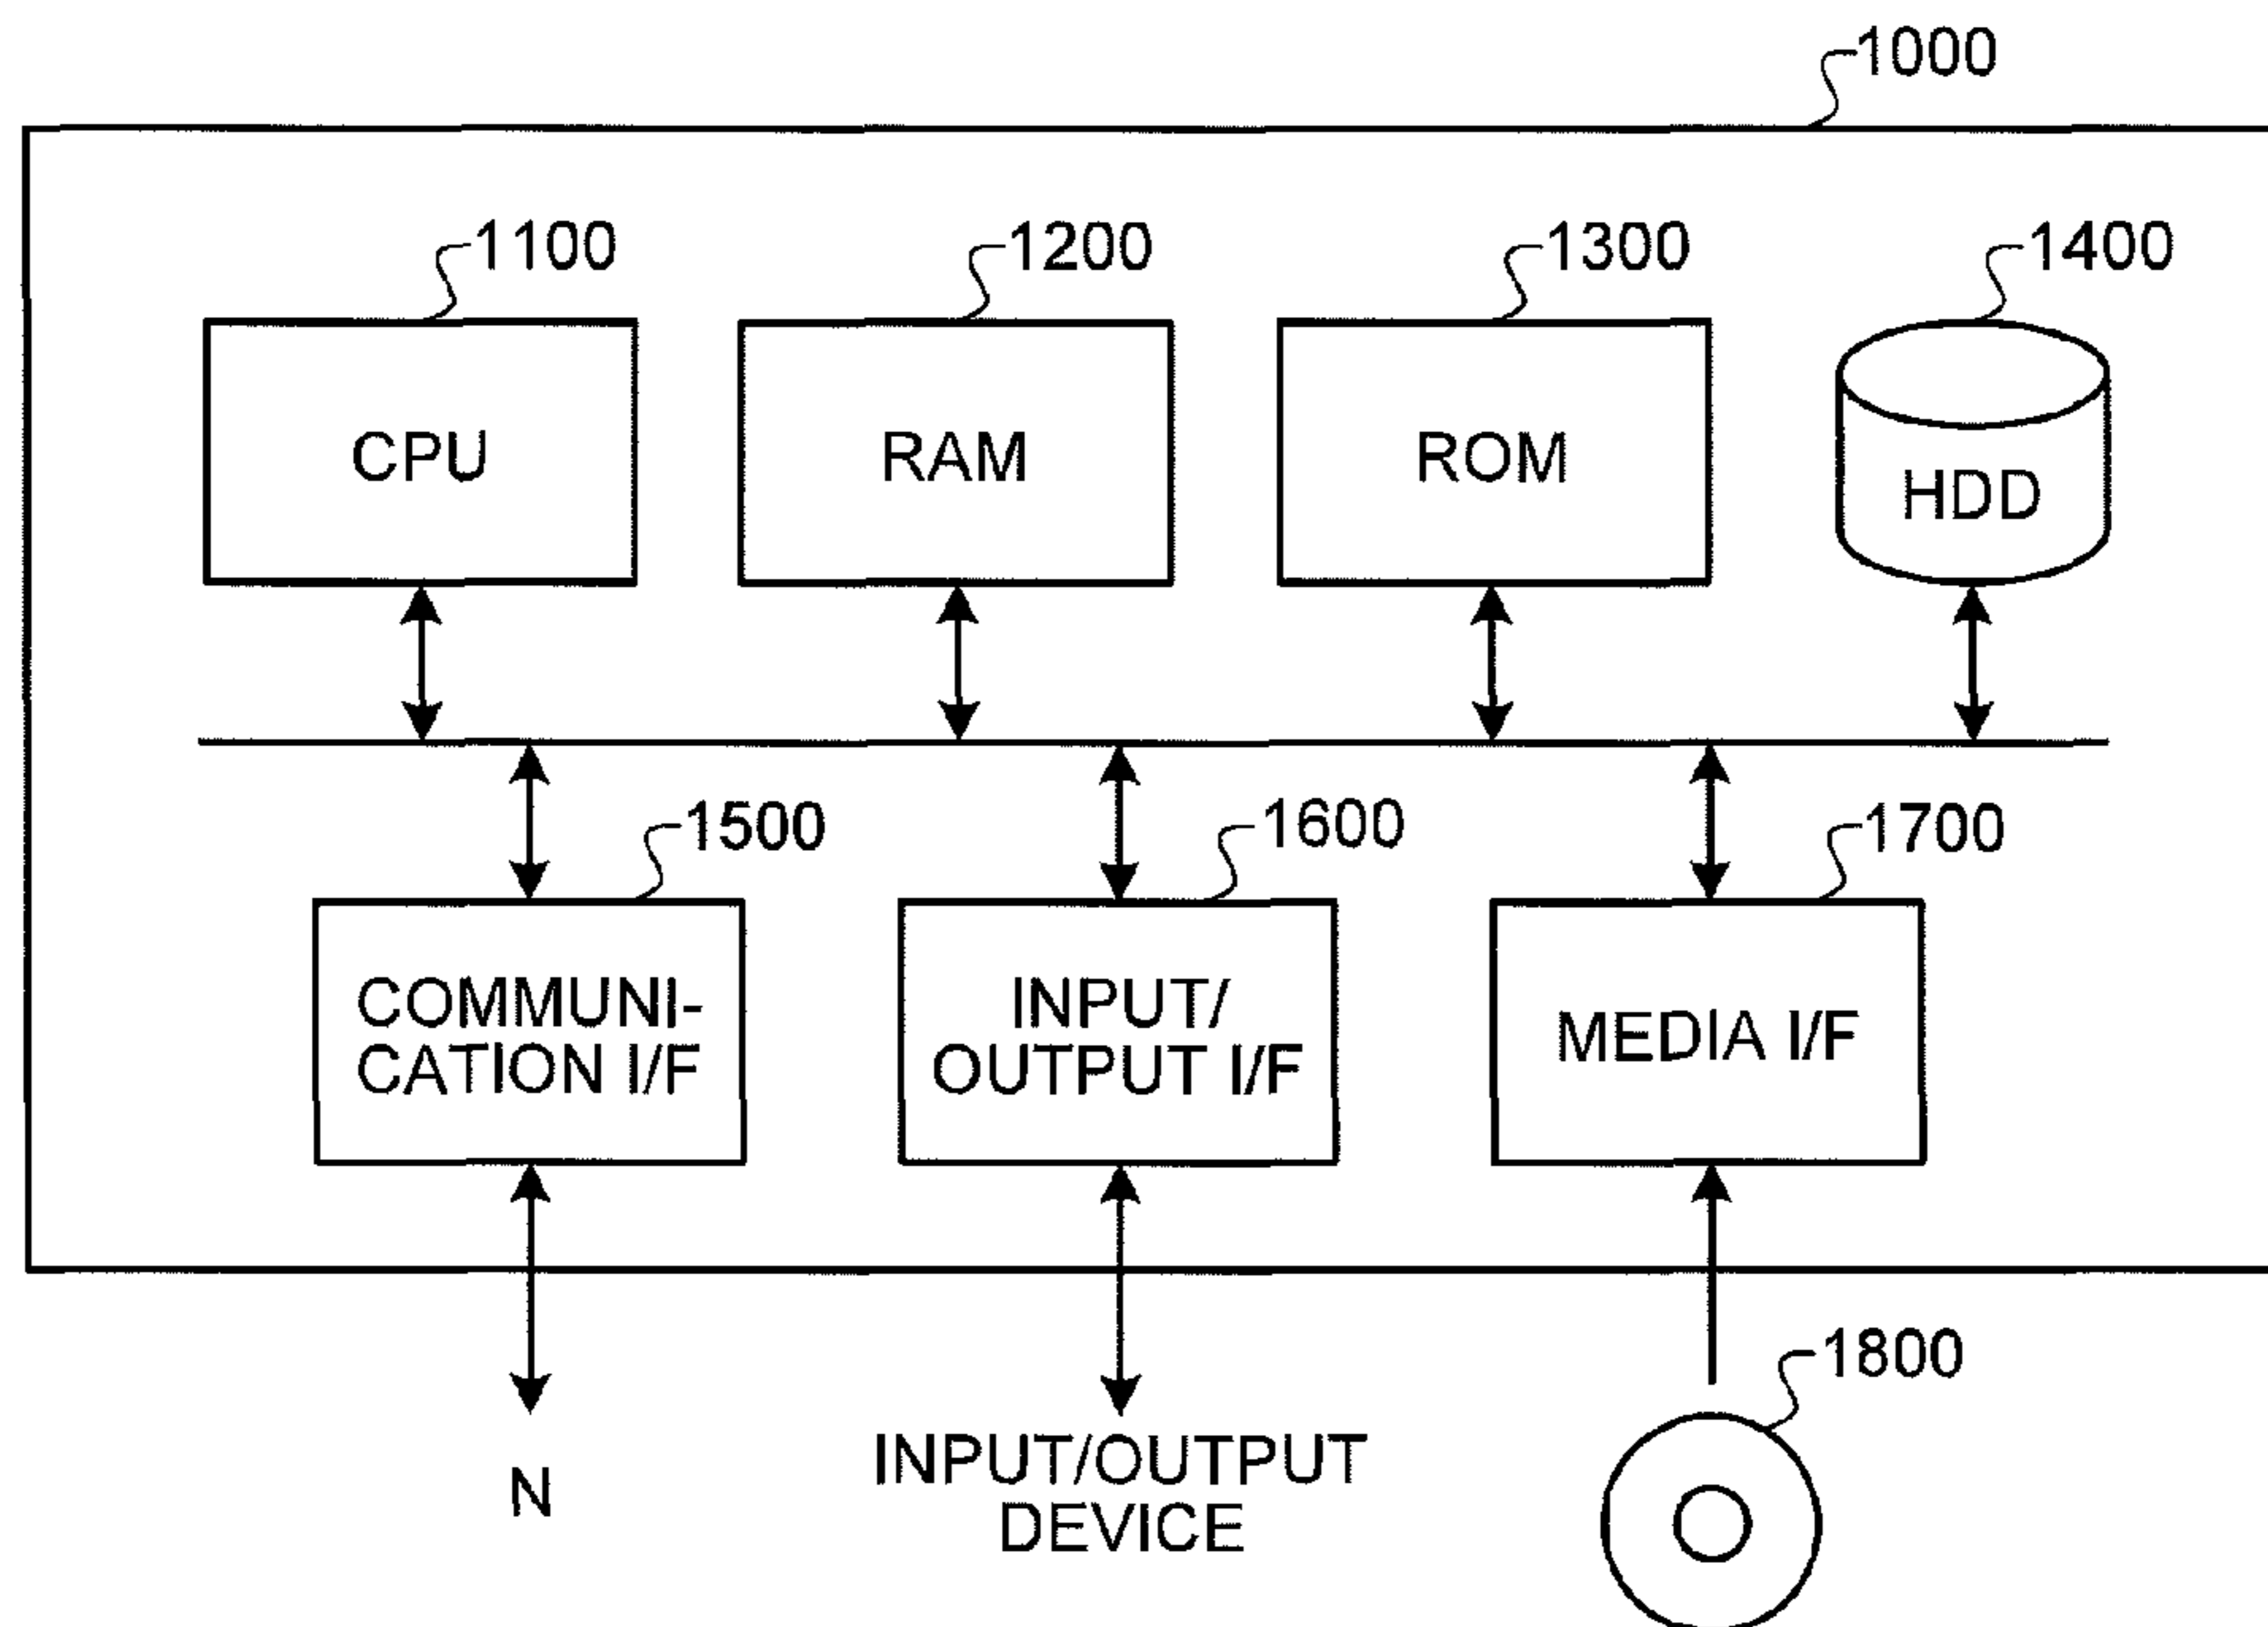 1000
1100
1200
1300
1400
CPU
RAM
ROM
HDD
1500
1600
1700
COMMUNI-
CATION I/F
INPUT/
OUTPUT I/F
MEDIA I/F
1800
N
INPUT/OUTPUT
DEVICE